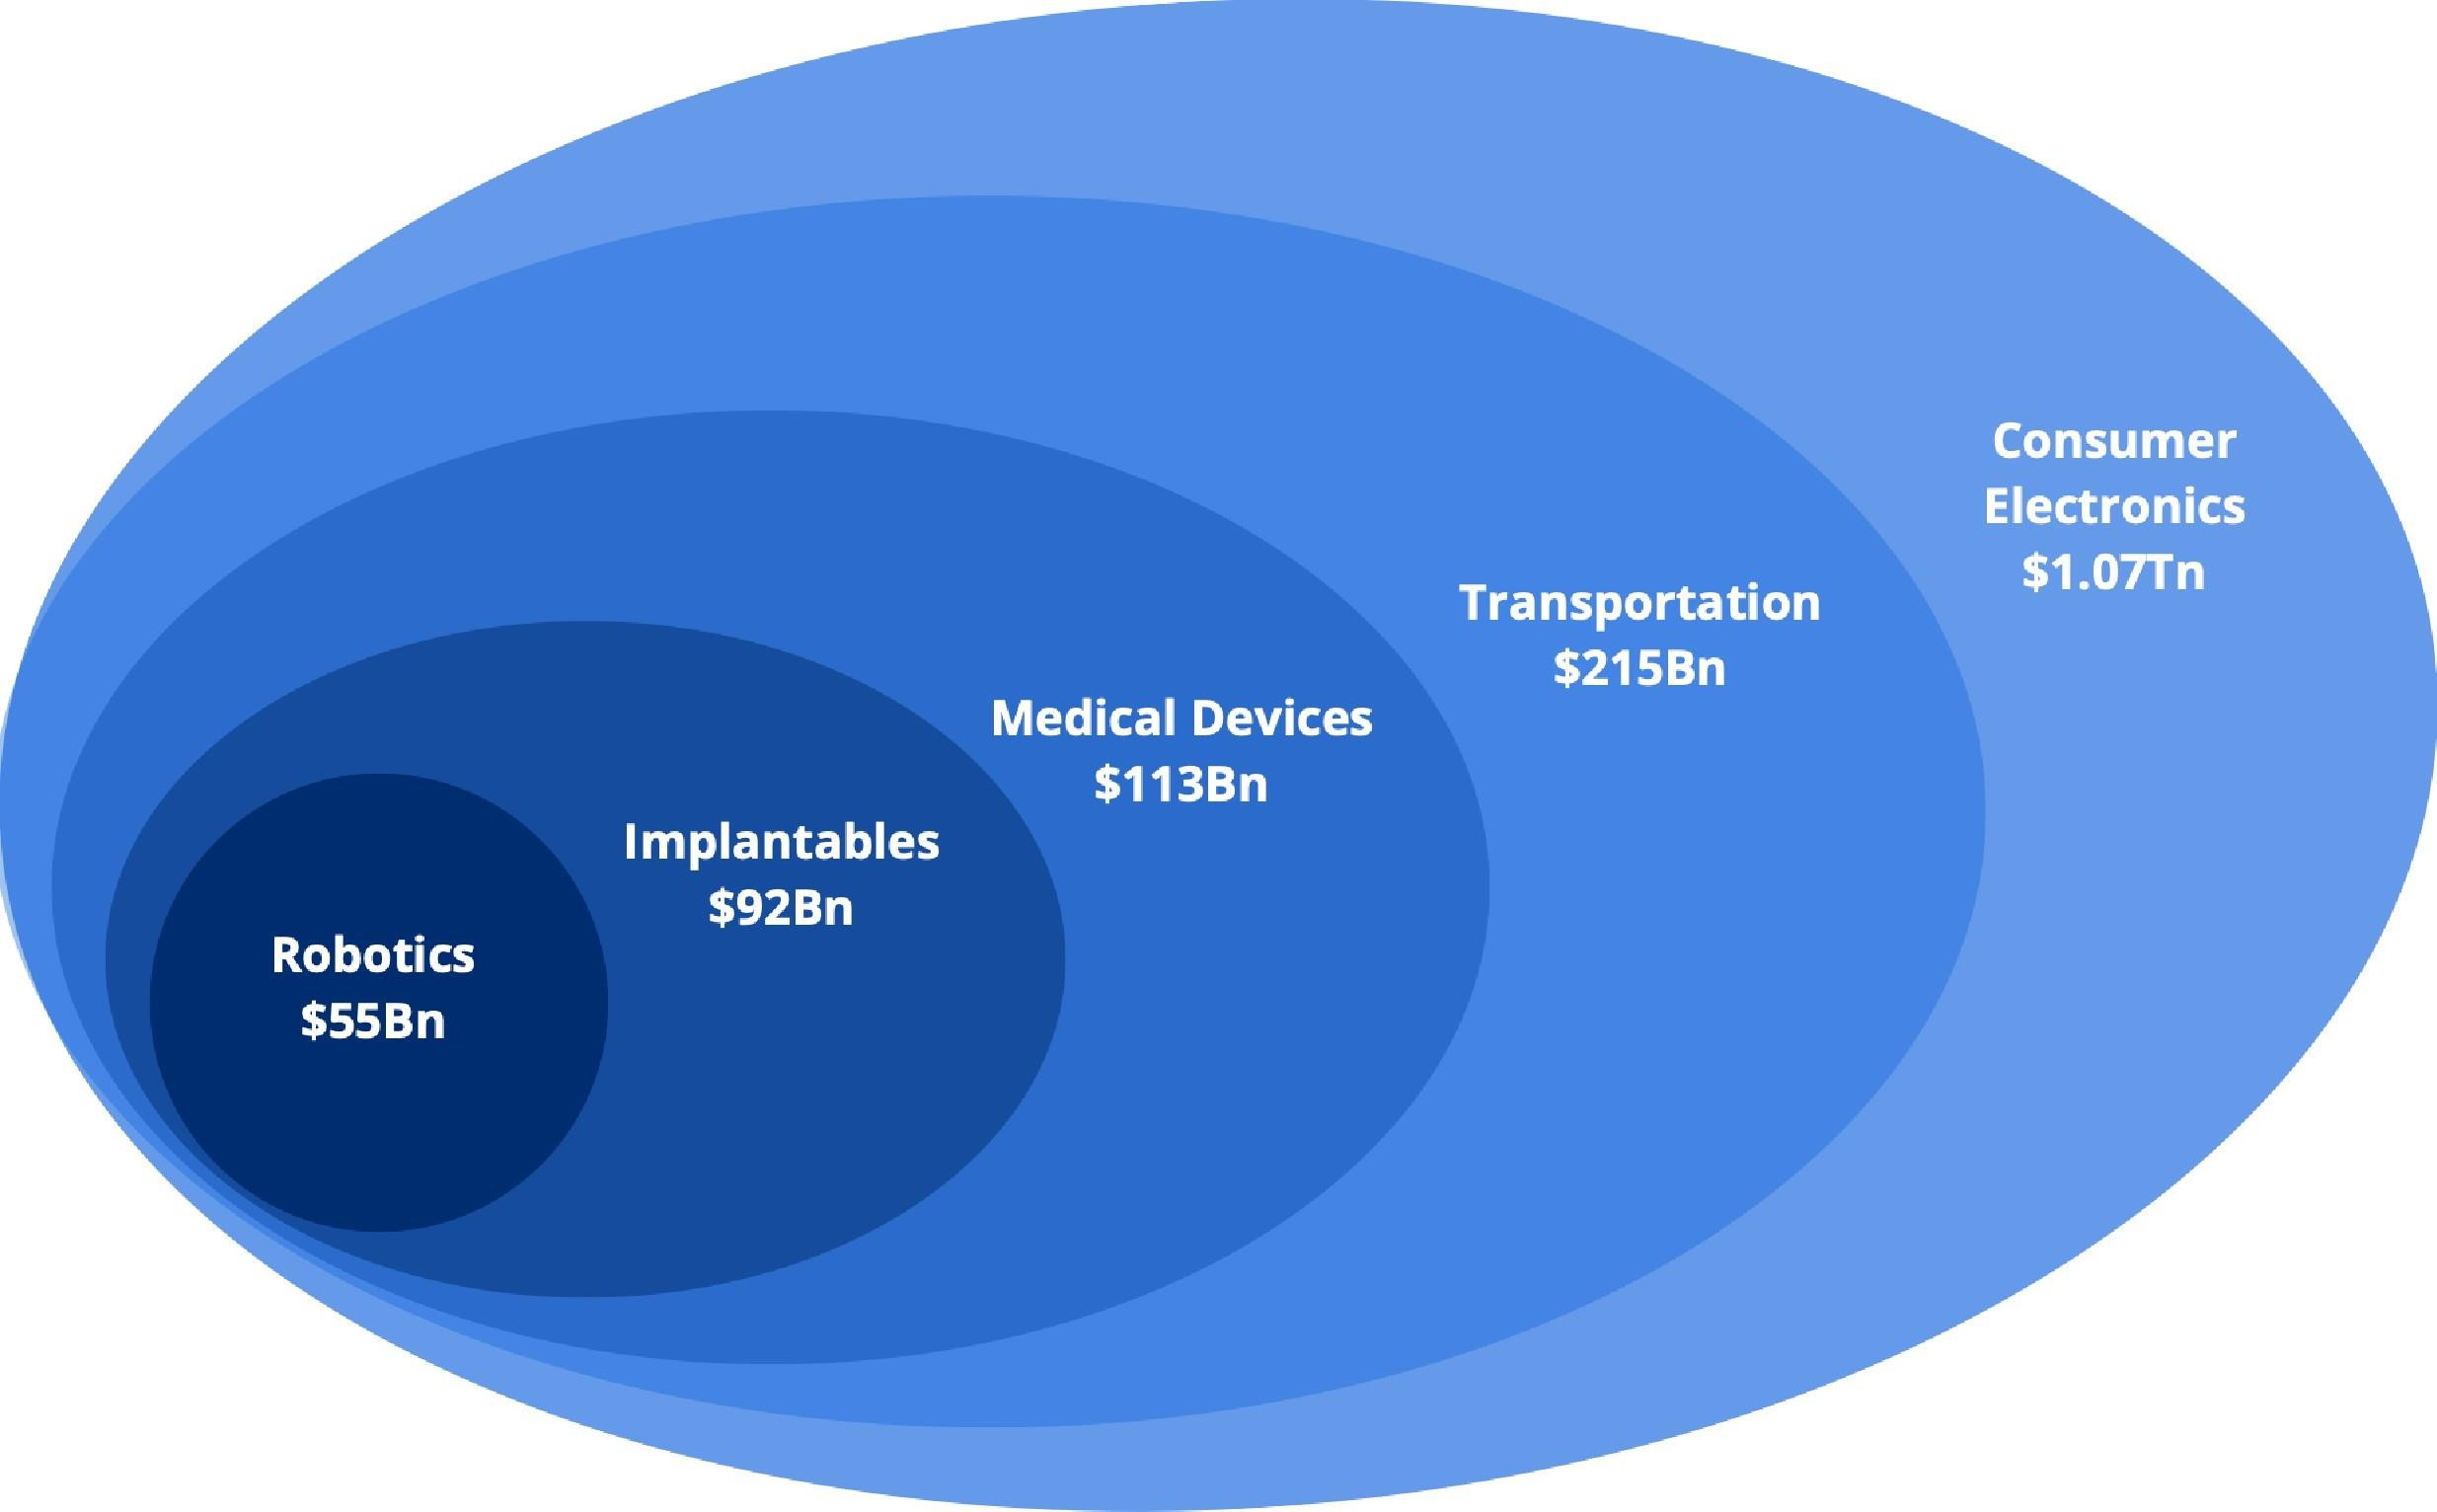 Consumer
Electronics
$1.07Tn
Transportation
$215Bn
Medical Devices
$113Bn
Implantables
$92Bn
Robotics
$55Bn